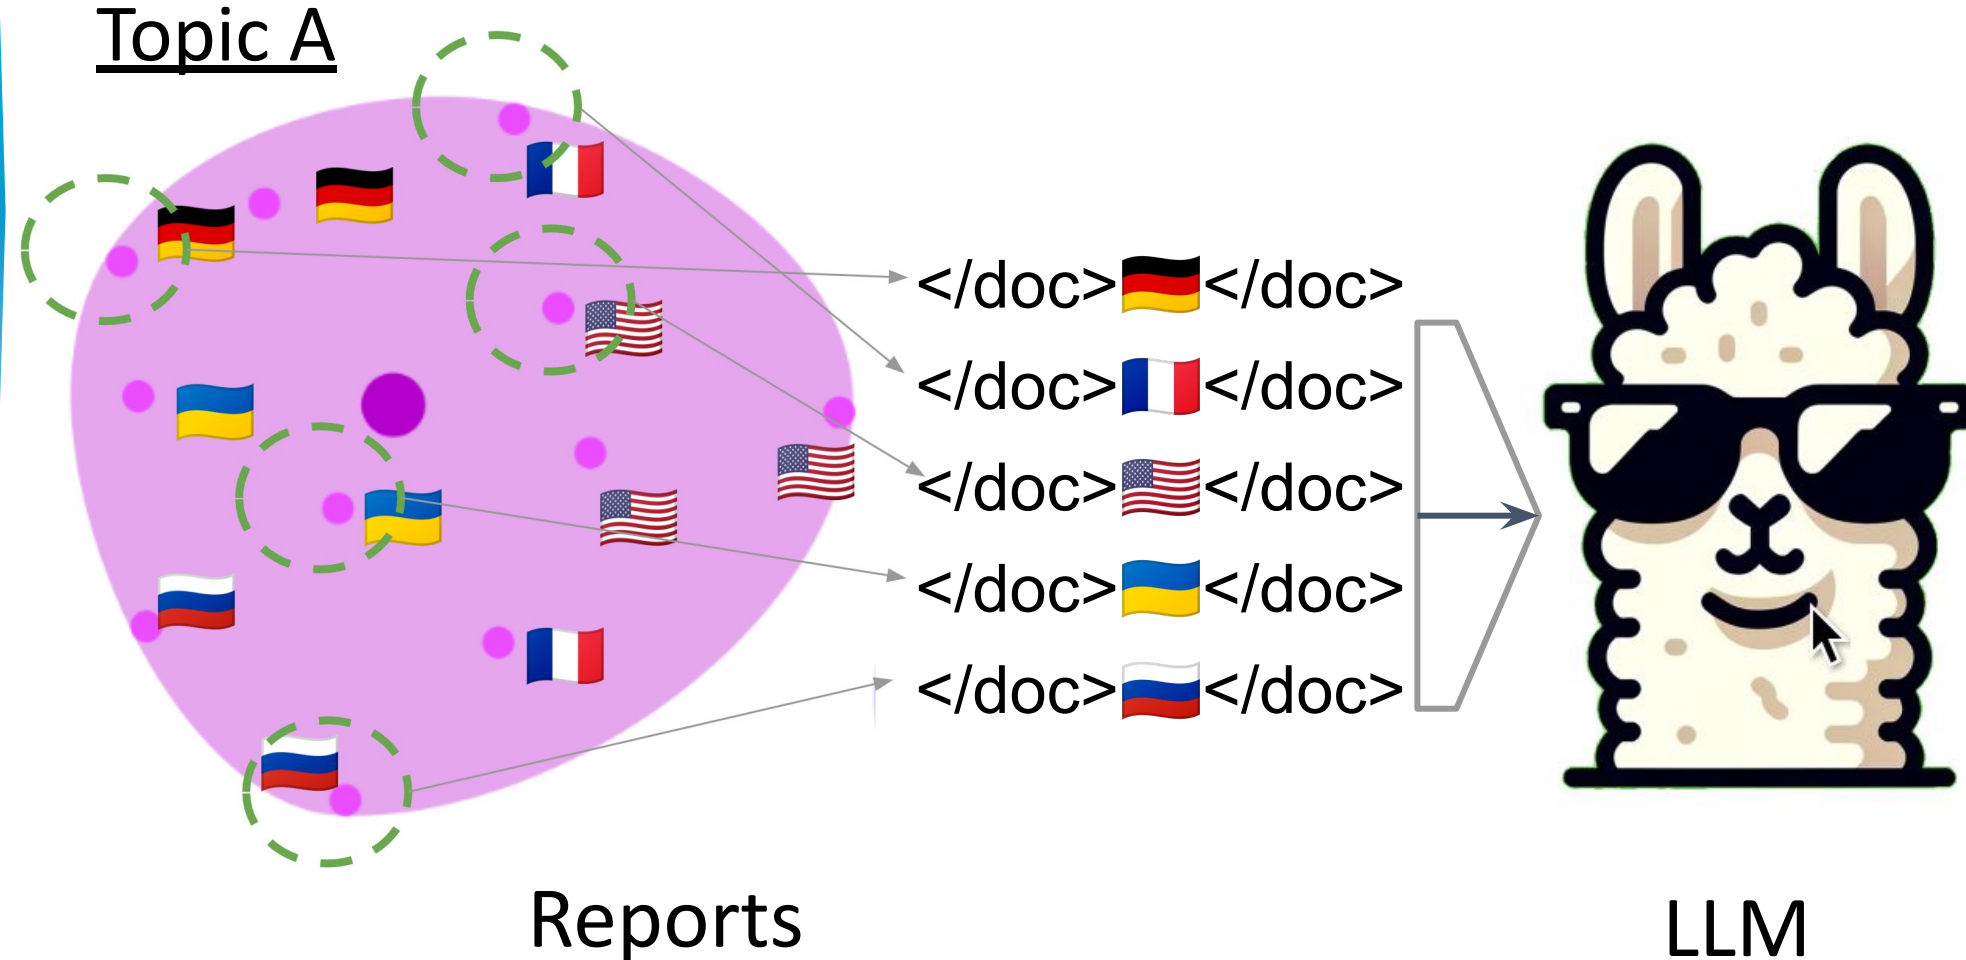 Topic A
</doc>🇩🇪</doc>
</doc>🇫🇷</doc>
</doc>🇺🇸</doc>
</doc>🇺🇦</doc>
</doc>🇷🇺</doc>
Reports
LLM